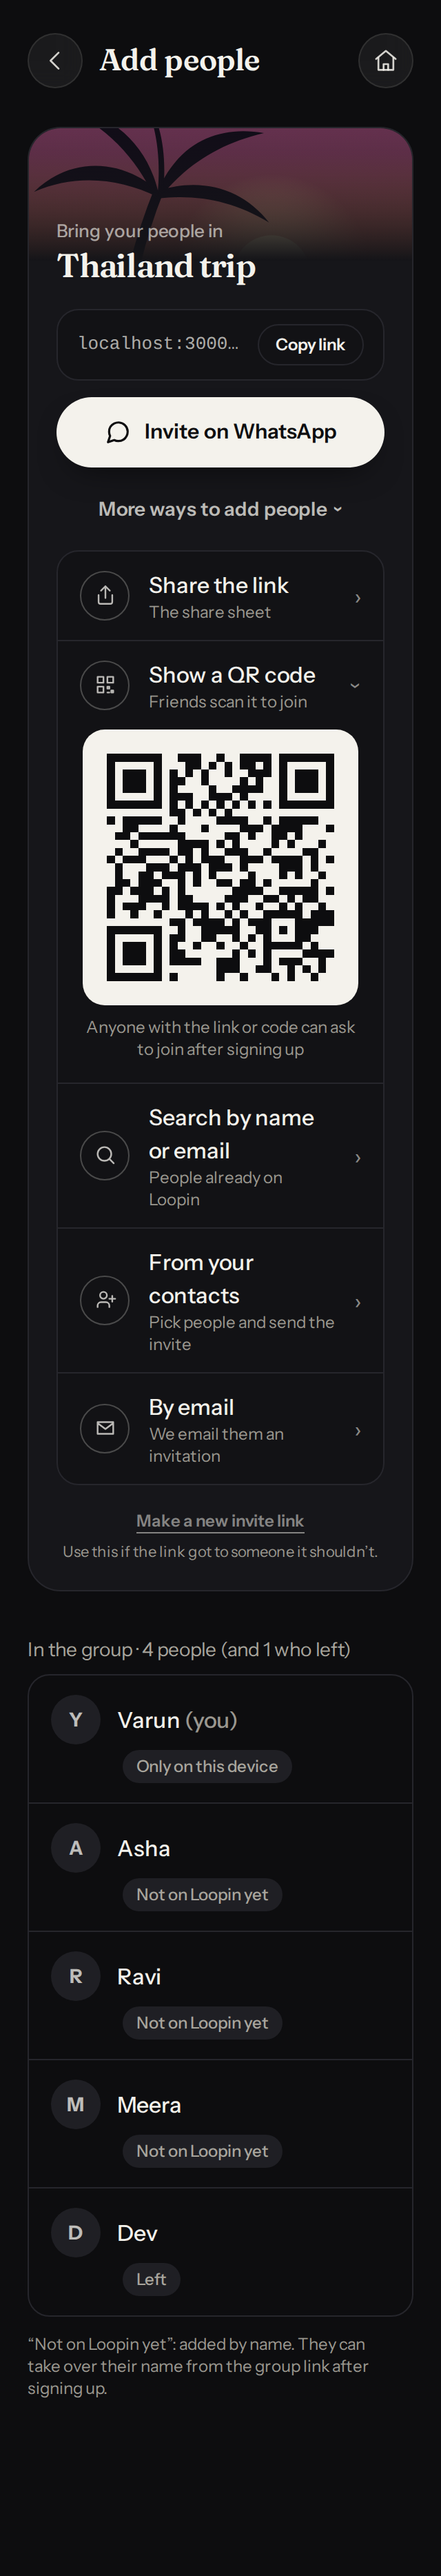 Add people
Bring your people in
Thailand trip
localhost:3000…
Copy link
Invite on WhatsApp
More ways to add people
Share the link
The share sheet
Show a QR code
Friends scan it to join
Anyone with the link or code can ask
to join after signing up
Search by name
or email
People already on
Loopin
From your
contacts
Pick people and send the
invite
By email
We email them an
invitation
Make a new invite link
Use this if the link got to someone it shouldn’t.
In the group · 4 people (and 1 who left)
Y
Varun (you)
Only on this device
A
Asha
Not on Loopin yet
R
Ravi
Not on Loopin yet
M
Meera
Not on Loopin yet
D
Dev
Left
“Not on Loopin yet”: added by name. They can
take over their name from the group link after
signing up.